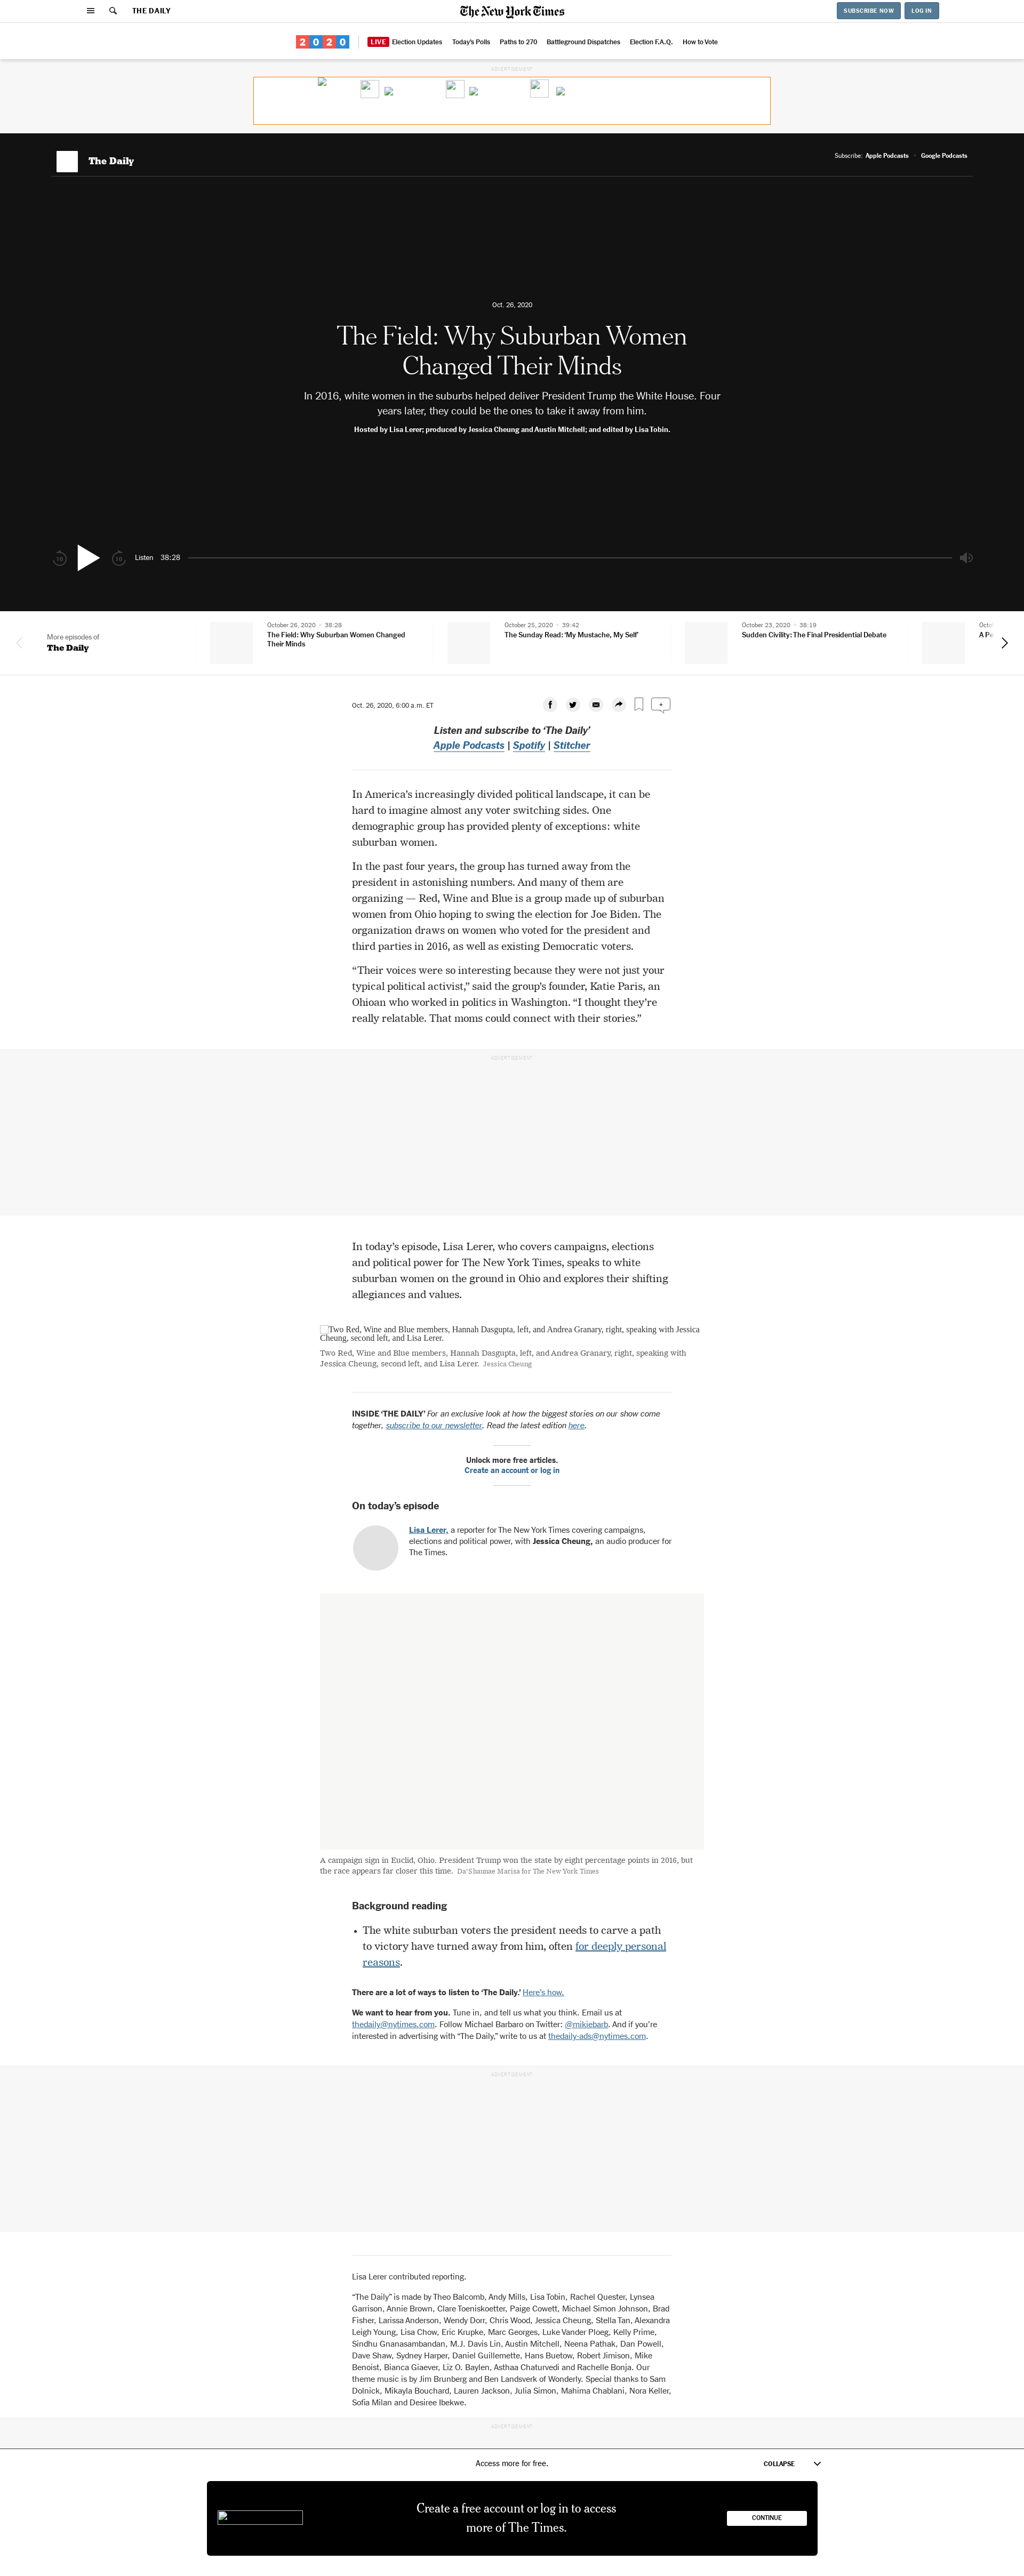 THE DAILY
The New York Times
SUBSCRIBE NOW
LOG IN
2020
LIVE Election Updates Today's Polls Paths to 270 Battleground Dispatches Election F.A.Q. How to Vote
ADVERTISEMENT
The Daily
Subscribe: Apple Podcasts · Google Podcasts
Oct. 26, 2020
The Field: Why Suburban Women
Changed Their Minds
In 2016, white women in the suburbs helped deliver President Trump the White House. Four
years later, they could be the ones to take it away from him.
Hosted by Lisa Lerer; produced by Jessica Cheung and Austin Mitchell; and edited by Lisa Tobin.
10
10
Listen 38:28
More episodes of
The Daily
October 26, 2020 · 38:28
The Field: Why Suburban Women Changed
Their Minds
October 25, 2020 · 39:42
The Sunday Read: ‘My Mustache, My Self’
October 23, 2020 · 38:19
Sudden Civility: The Final Presidential Debate
Oct. 26, 2020, 6:00 a.m. ET
Listen and subscribe to ‘The Daily’
Apple Podcasts | Spotify | Stitcher
In America’s increasingly divided political landscape, it can be
hard to imagine almost any voter switching sides. One
demographic group has provided plenty of exceptions: white
suburban women.
In the past four years, the group has turned away from the
president in astonishing numbers. And many of them are
organizing — Red, Wine and Blue is a group made up of suburban
women from Ohio hoping to swing the election for Joe Biden. The
organization draws on women who voted for the president and
third parties in 2016, as well as existing Democratic voters.
“Their voices were so interesting because they were not just your
typical political activist,” said the group’s founder, Katie Paris, an
Ohioan who worked in politics in Washington. “I thought they’re
really relatable. That moms could connect with their stories.”
ADVERTISEMENT
In today’s episode, Lisa Lerer, who covers campaigns, elections
and political power for The New York Times, speaks to white
suburban women on the ground in Ohio and explores their shifting
allegiances and values.
Two Red, Wine and Blue members, Hannah Dasgupta, left, and Andrea Granary, right, speaking with Jessica
Cheung, second left, and Lisa Lerer.
Two Red, Wine and Blue members, Hannah Dasgupta, left, and Andrea Granary, right, speaking with
Jessica Cheung, second left, and Lisa Lerer. Jessica Cheung
INSIDE ‘THE DAILY’ For an exclusive look at how the biggest stories on our show come
together, subscribe to our newsletter. Read the latest edition here.
Unlock more free articles.
Create an account or log in
On today’s episode
Lisa Lerer, a reporter for The New York Times covering campaigns,
elections and political power, with Jessica Cheung, an audio producer for
The Times.
A campaign sign in Euclid, Ohio. President Trump won the state by eight percentage points in 2016, but
the race appears far closer this time. Da’Shaunae Marisa for The New York Times
Background reading
• The white suburban voters the president needs to carve a path
to victory have turned away from him, often for deeply personal
reasons.
There are a lot of ways to listen to ‘The Daily.’ Here’s how.
We want to hear from you. Tune in, and tell us what you think. Email us at
thedaily@nytimes.com. Follow Michael Barbaro on Twitter: @mikiebarb. And if you’re
interested in advertising with “The Daily,” write to us at thedaily-ads@nytimes.com.
ADVERTISEMENT
Lisa Lerer contributed reporting.
“The Daily” is made by Theo Balcomb, Andy Mills, Lisa Tobin, Rachel Quester, Lynsea
Garrison, Annie Brown, Clare Toeniskoetter, Paige Cowett, Michael Simon Johnson, Brad
Fisher, Larissa Anderson, Wendy Dorr, Chris Wood, Jessica Cheung, Stella Tan, Alexandra
Leigh Young, Lisa Chow, Eric Krupke, Marc Georges, Luke Vander Ploeg, Kelly Prime,
Sindhu Gnanasambandan, M.J. Davis Lin, Austin Mitchell, Neena Pathak, Dan Powell,
Dave Shaw, Sydney Harper, Daniel Guillemette, Hans Buetow, Robert Jimison, Mike
Benoist, Bianca Giaever, Liz O. Baylen, Asthaa Chaturvedi and Rachelle Bonja. Our
theme music is by Jim Brunberg and Ben Landsverk of Wonderly. Special thanks to Sam
Dolnick, Mikayla Bouchard, Lauren Jackson, Julia Simon, Mahima Chablani, Nora Keller,
Sofia Milan and Desiree Ibekwe.
ADVERTISEMENT
Access more for free.
COLLAPSE
Create a free account or log in to access
more of The Times.
CONTINUE